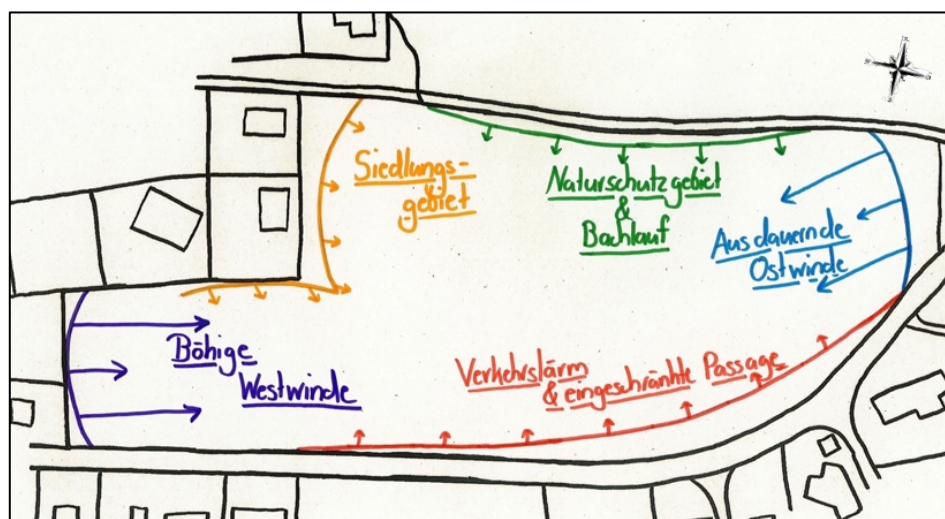 Siedlungs-
gebiet
Naturschutzgebiet
&
Bachlauf
Ausdauernde
Ostwinde
Böhige
Westwinde
Verkehrslärm
& eingeschränkte Passage